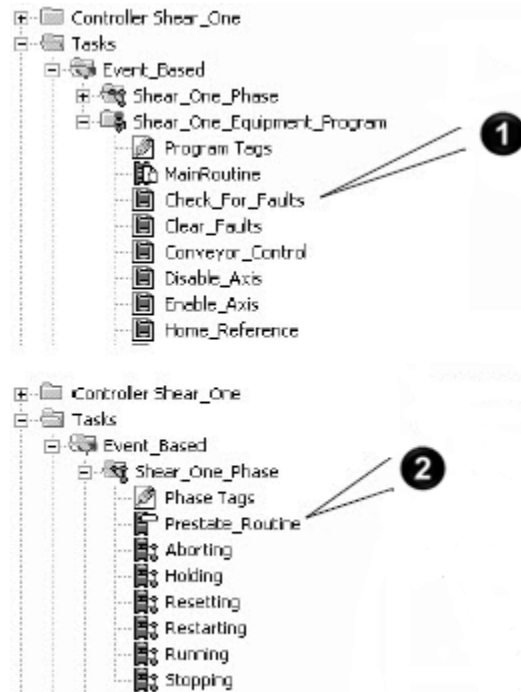 Controller Shear_One
Tasks
Event_Based
Shear_One_Phase
Shear_One_Equipment_Program
1
Program Tags
MainRoutine
Check_For_Faults
Clear_Faults
Conveyor_Control
Disable_Axis
Enable_Axis
Home_Reference
Controller Shear_One
Tasks
Event_Based
Shear_One_Phase
2
Phase Tags
Prestate_Routine
Aborting
Holding
Resetting
Restarting
Running
Stopping